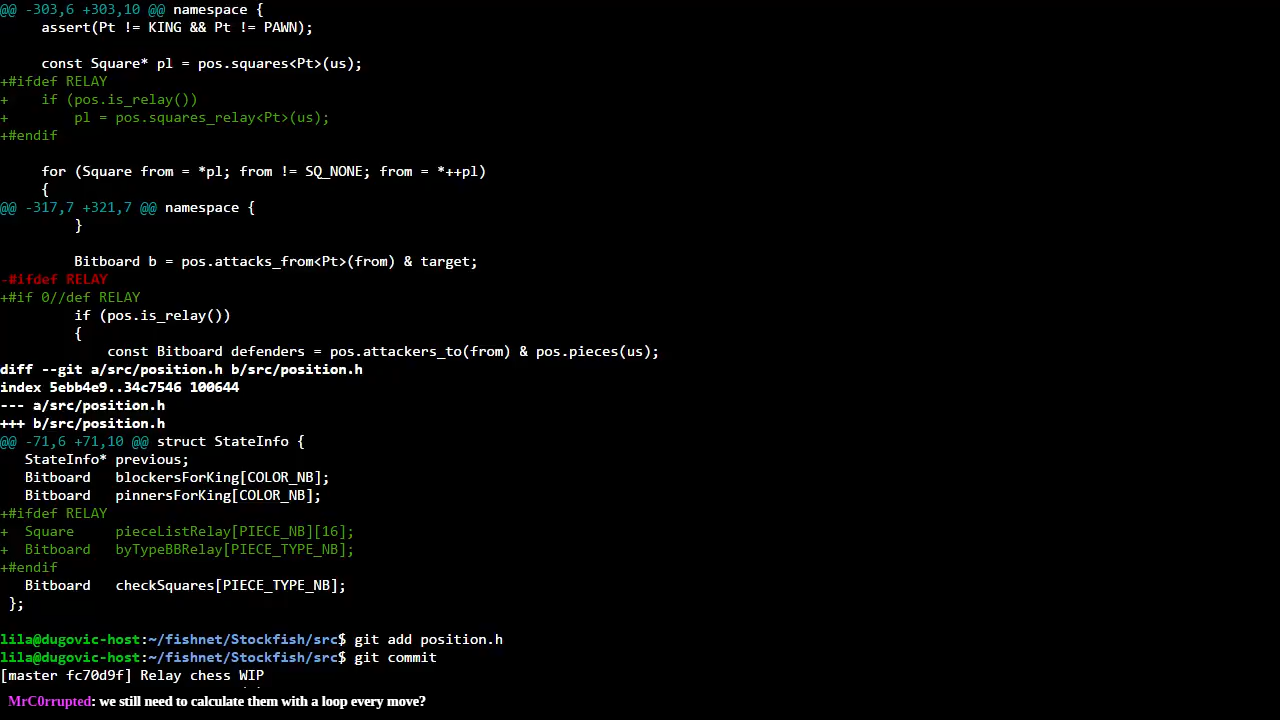 @@ -303,6 +303,10 @@ namespace {
     assert(Pt != KING && Pt != PAWN);
     const Square* pl = pos.squares<Pt>(us);
+#ifdef RELAY
+    if (pos.is_relay())
+        pl = pos.squares_relay<Pt>(us);
+#endif
     for (Square from = *pl; from != SQ_NONE; from = *++pl)
     {
@@ -317,7 +321,7 @@ namespace {
         }
         Bitboard b = pos.attacks_from<Pt>(from) & target;
-#ifdef RELAY
+#if 0//def RELAY
         if (pos.is_relay())
         {
             const Bitboard defenders = pos.attackers_to(from) & pos.pieces(us);
diff --git a/src/position.h b/src/position.h
index 5ebb4e9..34c7546 100644
--- a/src/position.h
+++ b/src/position.h
@@ -71,6 +71,10 @@ struct StateInfo {
   StateInfo* previous;
   Bitboard   blockersForKing[COLOR_NB];
   Bitboard   pinnersForKing[COLOR_NB];
+#ifdef RELAY
+  Square     pieceListRelay[PIECE_NB][16];
+  Bitboard   byTypeBBRelay[PIECE_TYPE_NB];
+#endif
   Bitboard   checkSquares[PIECE_TYPE_NB];
 };
lila@dugovic-host:~/fishnet/Stockfish/src$ git add position.h
lila@dugovic-host:~/fishnet/Stockfish/src$ git commit
[master fc70d9f] Relay chess WIP
MrC0rrupted: we still need to calculate them with a loop every move?